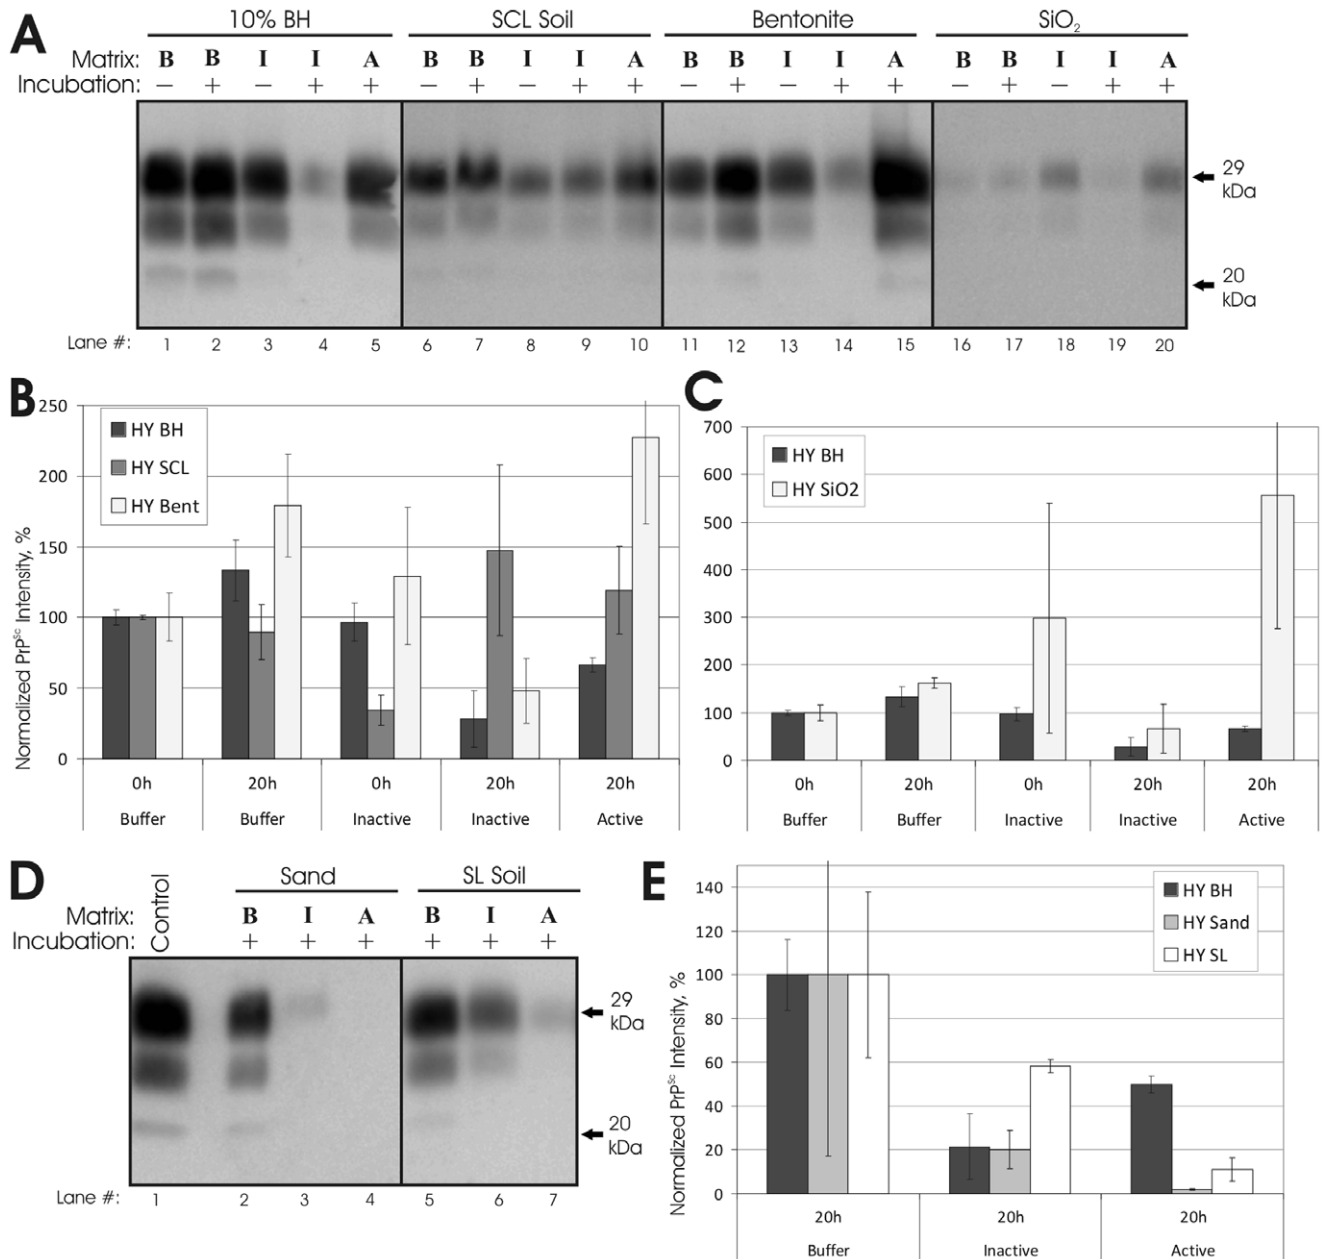 A
10% BH SCL Soil Bentonite SiO₂
Matrix: B B I I A B B I I A B B I I A B B I I A
Incubation: − + − + + − + − + + − + − + + − + − + +
29
kDa
20
kDa
Lane #: 1 2 3 4 5 6 7 8 9 10 11 12 13 14 15 16 17 18 19 20
B
Normalized PrPˢᶜ Intensity, %
250
200
150
100
50
0
HY BH
HY SCL
HY Bent
0h 20h 0h 20h 20h
Buffer Buffer Inactive Inactive Active
C
700
600
500
400
300
200
100
0
HY BH
HY SiO2
0h 20h 0h 20h 20h
Buffer Buffer Inactive Inactive Active
D
Control
Sand SL Soil
Matrix: B I A B I A
Incubation: + + + + + +
29
kDa
20
kDa
Lane #: 1 2 3 4 5 6 7
E
Normalized PrPˢᶜ Intensity, %
140
120
100
80
60
40
20
0
HY BH
HY Sand
HY SL
20h 20h 20h
Buffer Inactive Active